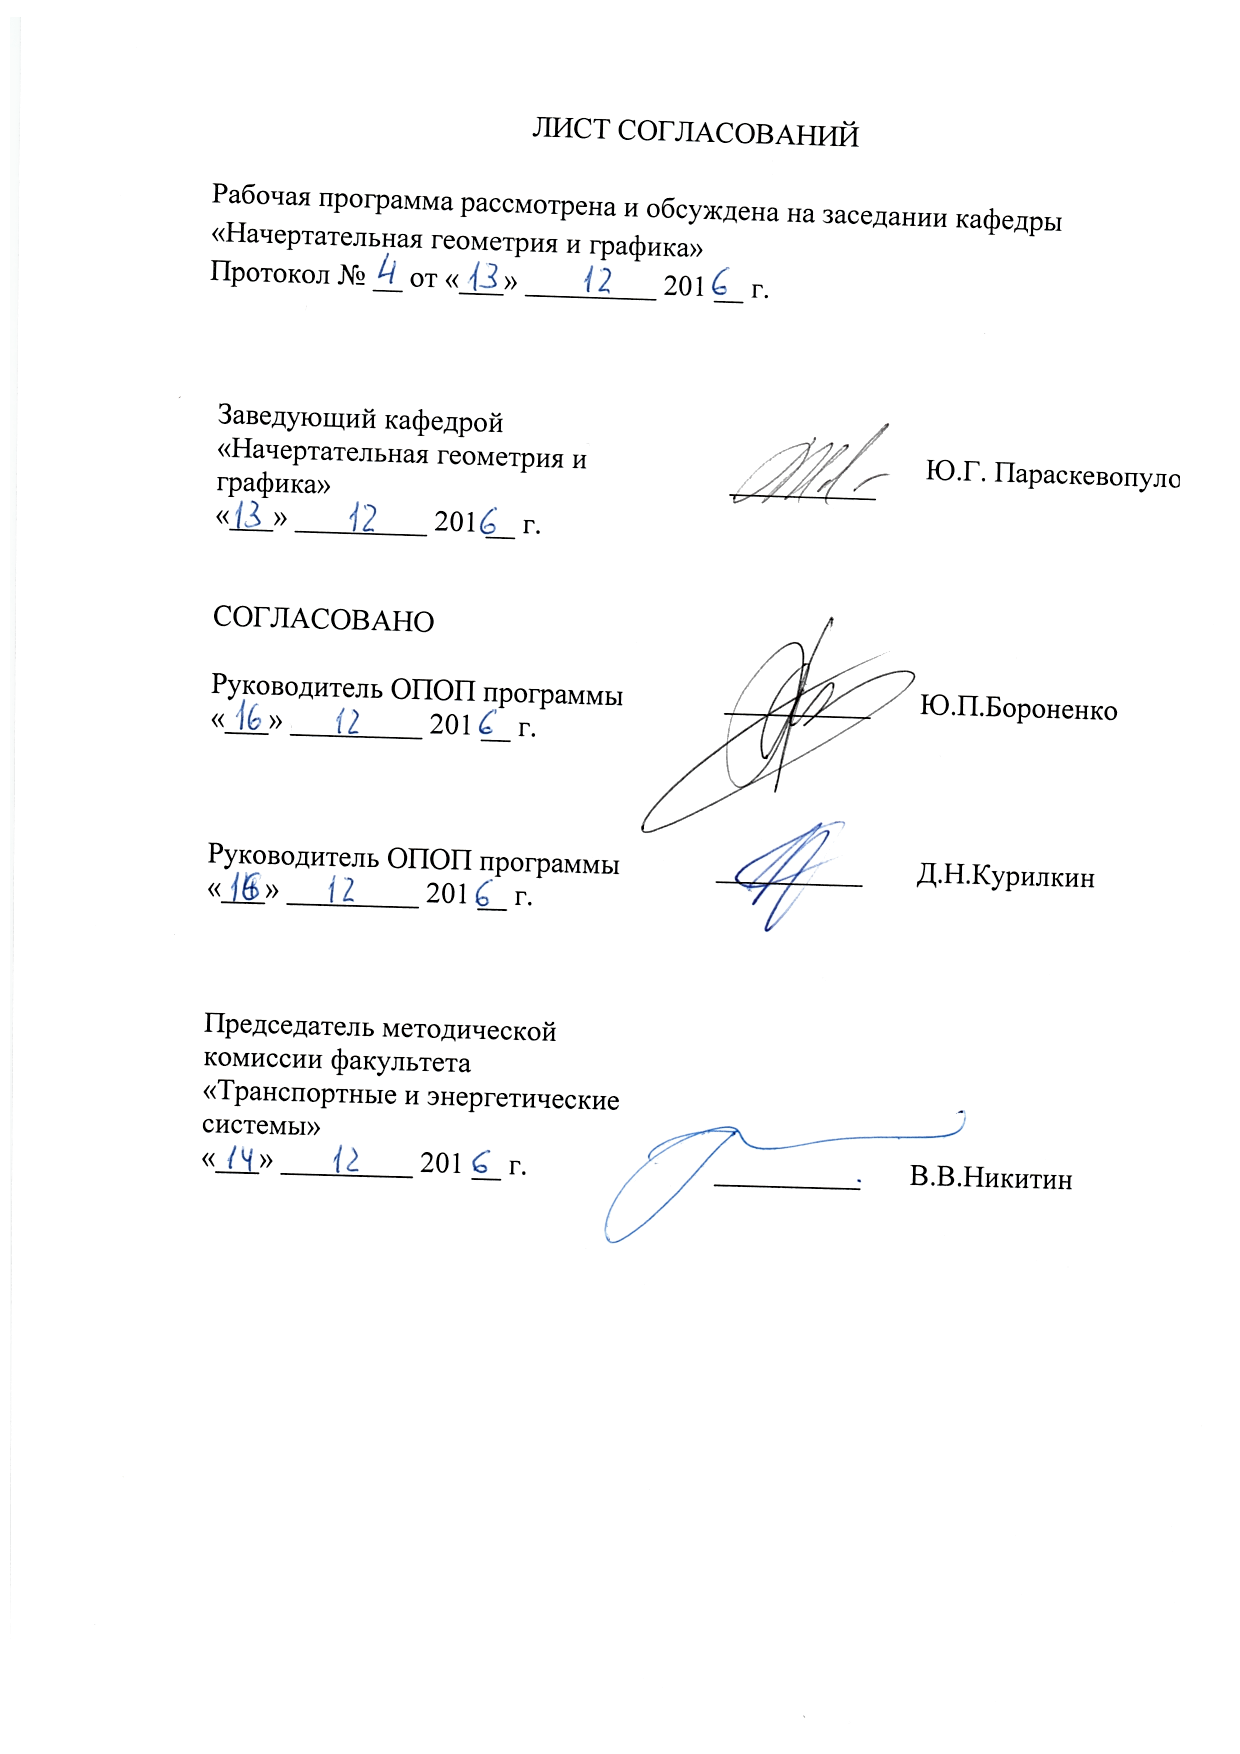 ЛИСТ СОГЛАСОВАНИЙ
Рабочая программа рассмотрена и обсуждена на заседании кафедры
«Начертательная геометрия и графика»
Протокол № 4 от «13» 12 2016 г.
Заведующий кафедрой
«Начертательная геометрия и
графика»
Ю.Г. Параскевопуло
«13» 12 2016 г.
СОГЛАСОВАНО
Руководитель ОПОП программы
Ю.П.Бороненко
«16» 12 2016 г.
Руководитель ОПОП программы
Д.Н.Курилкин
«16» 12 2016 г.
Председатель методической
комиссии факультета
«Транспортные и энергетические
системы»
«14» 12 2016 г.
В.В.Никитин